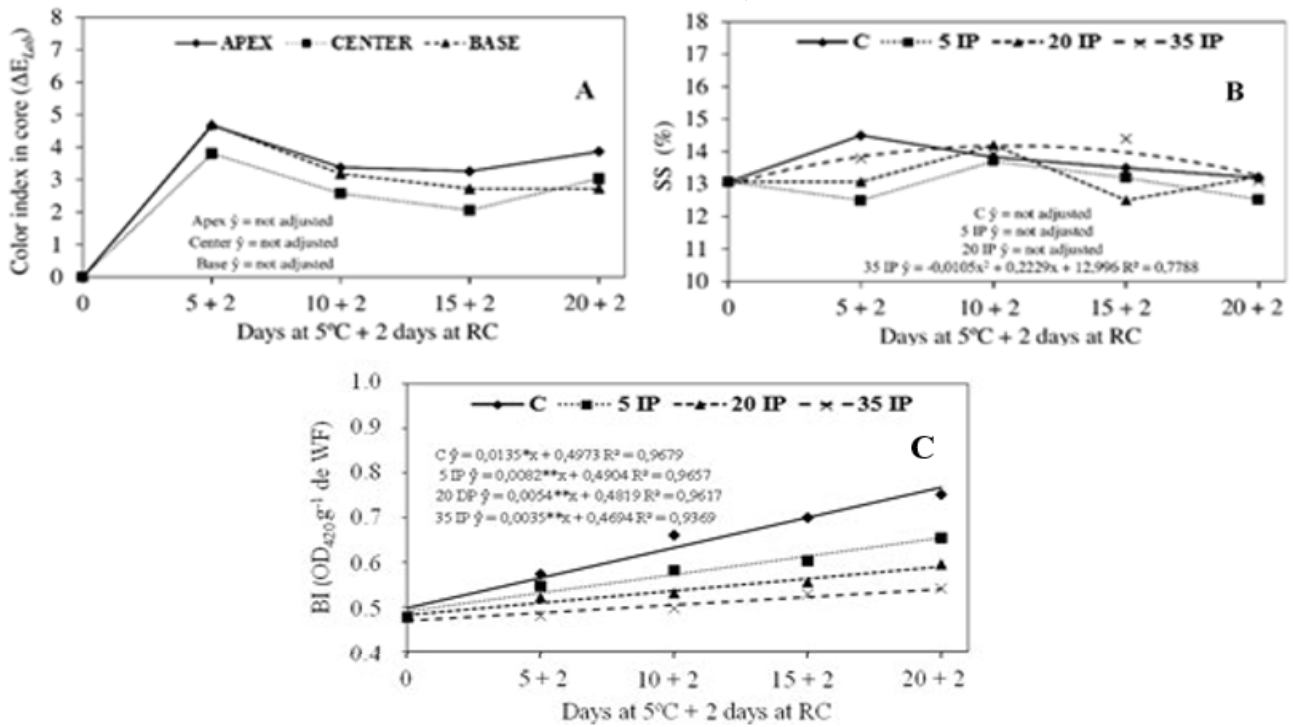 APEX CENTER BASE
A
Color index in core (ΔE_Lab)
8
7
6
5
4
3
2
1
0
Apex ŷ = not adjusted
Center ŷ = not adjusted
Base ŷ = not adjusted
0 5 + 2 10 + 2 15 + 2 20 + 2
Days at 5ºC + 2 days at RC
C 5 IP 20 IP 35 IP
B
SS (%)
18
17
16
15
14
13
12
11
10
C ŷ = not adjusted
5 IP ŷ = not adjusted
20 IP ŷ = not adjusted
35 IP ŷ = -0,0105x² + 0,2229x + 12,996 R² = 0,7788
0 5 + 2 10 + 2 15 + 2 20 + 2
Days at 5ºC + 2 days at RC
C 5 IP 20 IP 35 IP
C
BI (OD₄₂₀ g⁻¹ de WF)
1.0
0.9
0.8
0.7
0.6
0.5
0.4
C ŷ = 0,0135*x + 0,4973 R² = 0,9679
5 IP ŷ = 0,0082**x + 0,4904 R² = 0,9657
20 DP ŷ = 0,0054**x + 0,4819 R² = 0,9617
35 IP ŷ = 0,0035**x + 0,4694 R² = 0,9369
0 5 + 2 10 + 2 15 + 2 20 + 2
Days at 5ºC + 2 days at RC